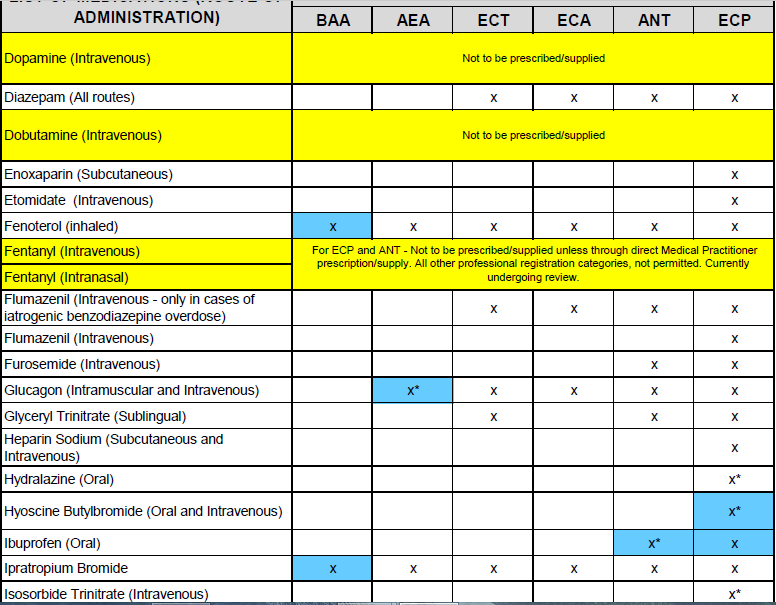 ADMINISTRATION) BAA AEA ECT ECA ANT ECP
Dopamine (Intravenous) Not to be prescribed/supplied
Diazepam (All routes) x x x x
Dobutamine (Intravenous) Not to be prescribed/supplied
Enoxaparin (Subcutaneous) x
Etomidate (Intravenous) x
Fenoterol (inhaled) x x x x x x
Fentanyl (Intravenous)
Fentanyl (Intranasal)
For ECP and ANT - Not to be prescribed/supplied unless through direct Medical Practitioner
prescription/supply. All other professional registration categories, not permitted. Currently
undergoing review.
Flumazenil (Intravenous - only in cases of
iatrogenic benzodiazepine overdose) x x x x
Flumazenil (Intravenous) x
Furosemide (Intravenous) x x
Glucagon (Intramuscular and Intravenous) x* x x x x
Glyceryl Trinitrate (Sublingual) x x x
Heparin Sodium (Subcutaneous and
Intravenous) x
Hydralazine (Oral) x*
Hyoscine Butylbromide (Oral and Intravenous) x*
Ibuprofen (Oral) x* x
Ipratropium Bromide x x x x x x
Isosorbide Trinitrate (Intravenous) x*